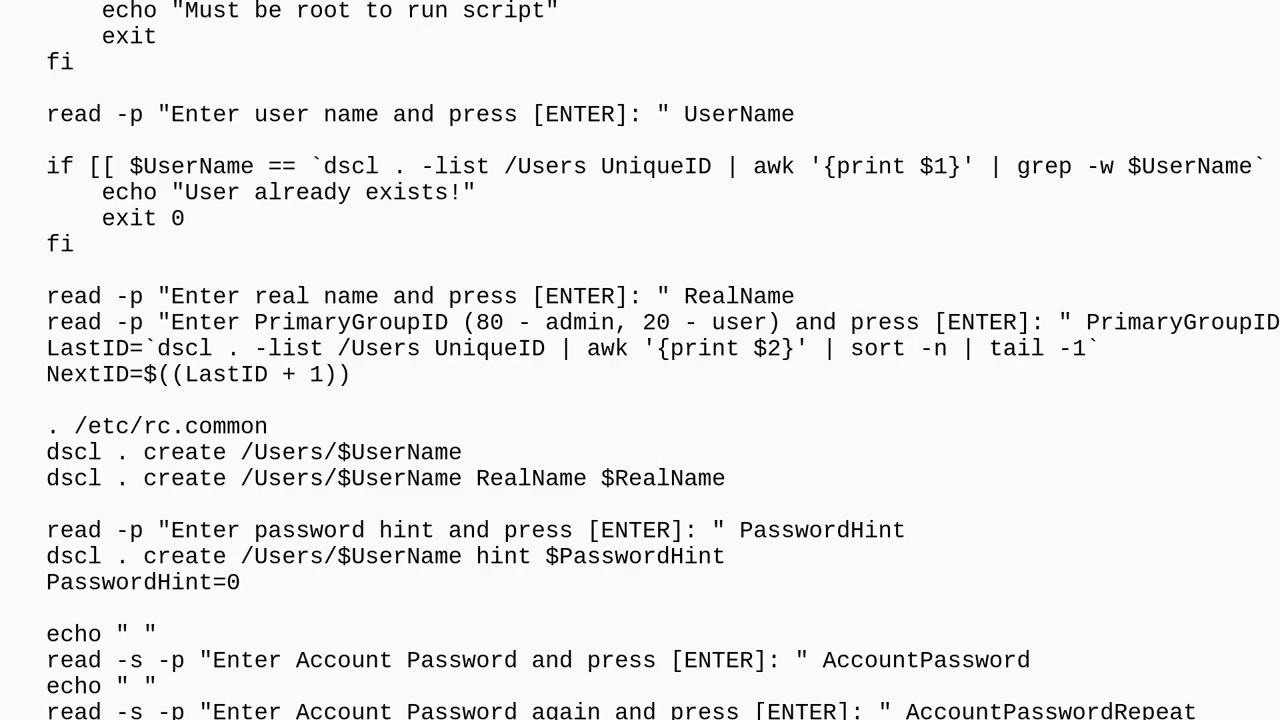 echo "Must be root to run script"
exit
fi
read -p "Enter user name and press [ENTER]: " UserName
if [[ $UserName == `dscl . -list /Users UniqueID | awk '{print $1}' | grep -w $UserName`
echo "User already exists!"
exit 0
fi
read -p "Enter real name and press [ENTER]: " RealName
read -p "Enter PrimaryGroupID (80 - admin, 20 - user) and press [ENTER]: " PrimaryGroupID
LastID=`dscl . -list /Users UniqueID | awk '{print $2}' | sort -n | tail -1`
NextID=$((LastID + 1))
. /etc/rc.common
dscl . create /Users/$UserName
dscl . create /Users/$UserName RealName $RealName
read -p "Enter password hint and press [ENTER]: " PasswordHint
dscl . create /Users/$UserName hint $PasswordHint
PasswordHint=0
echo " "
read -s -p "Enter Account Password and press [ENTER]: " AccountPassword
echo " "
read -s -p "Enter Account Password again and press [ENTER]: " AccountPasswordRepeat